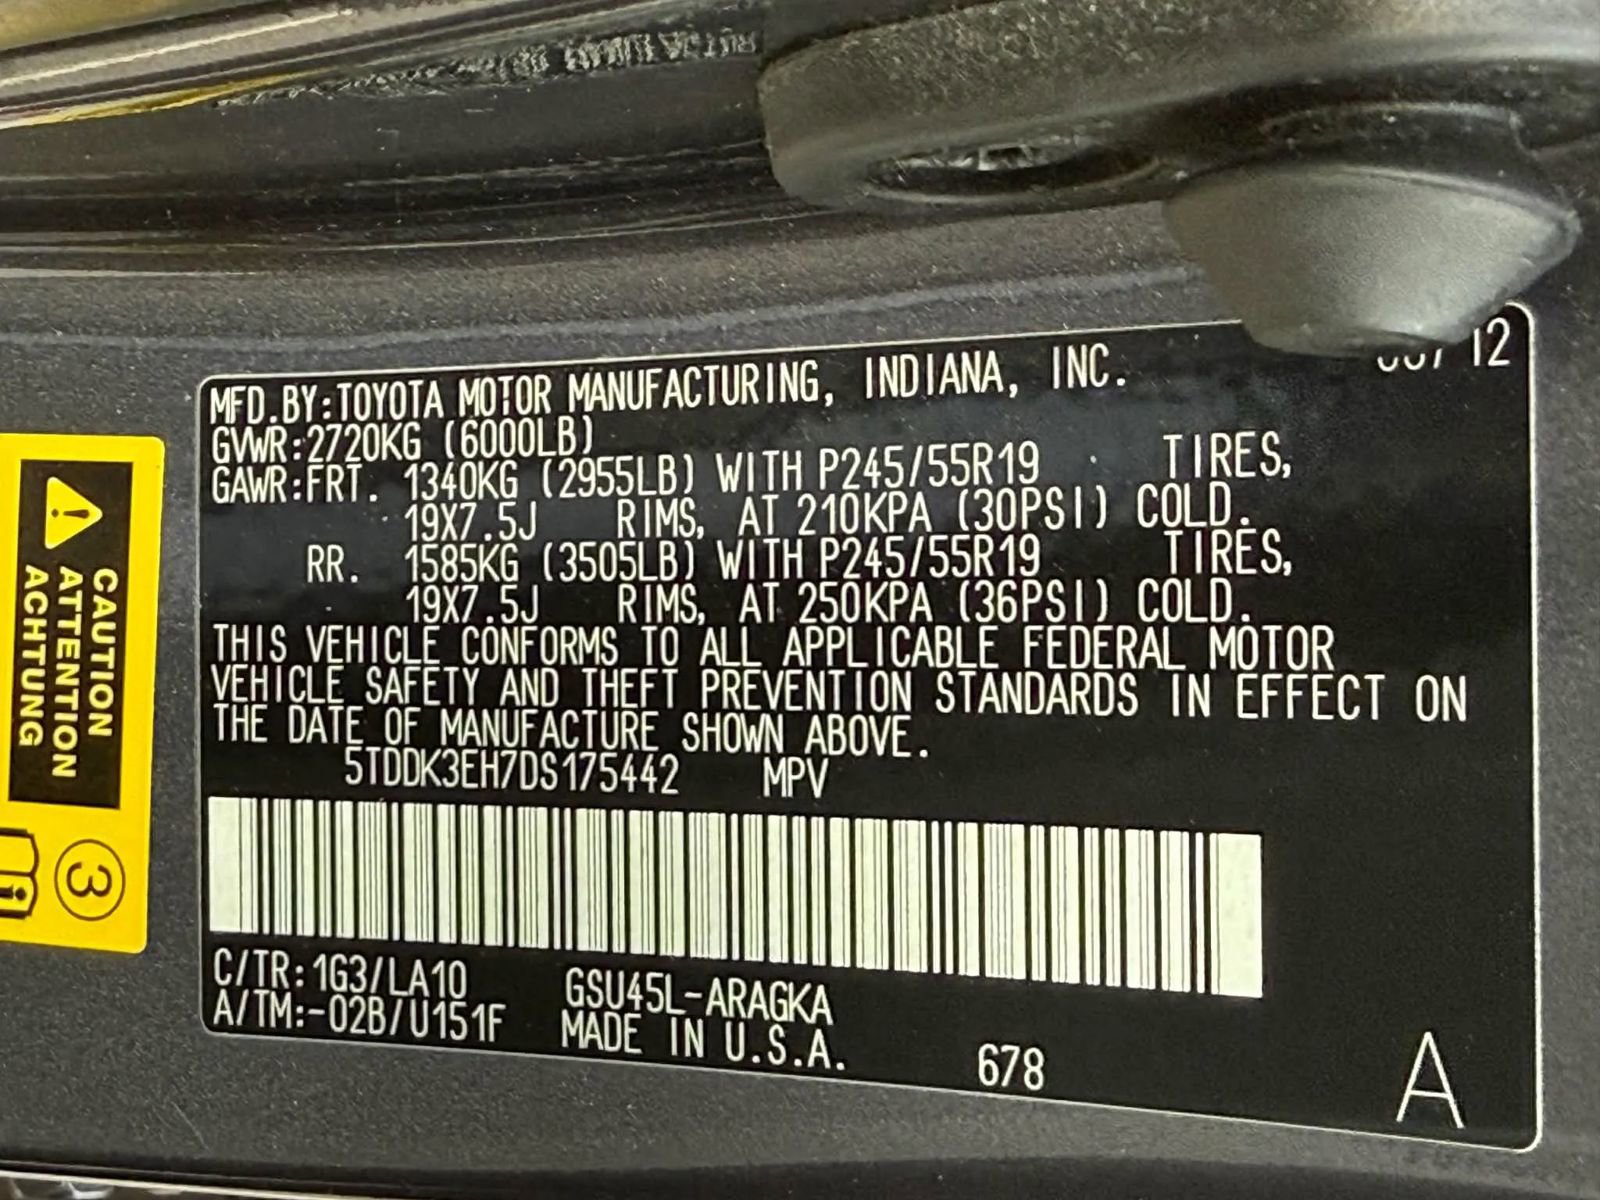 12
MFD.BY:TOYOTA MOTOR MANUFACTURING, INDIANA, INC.
GVWR:2720KG (6000LB)
GAWR:FRT. 1340KG (2955LB) WITH P245/55R19 TIRES,
19X7.5J RIMS, AT 210KPA (30PSI) COLD.
RR. 1585KG (3505LB) WITH P245/55R19 TIRES,
19X7.5J RIMS, AT 250KPA (36PSI) COLD.
THIS VEHICLE CONFORMS TO ALL APPLICABLE FEDERAL MOTOR
VEHICLE SAFETY AND THEFT PREVENTION STANDARDS IN EFFECT ON
THE DATE OF MANUFACTURE SHOWN ABOVE.
5TDDK3EH7DS175442 MPV
C/TR:1G3/LA10 GSU45L-ARAGKA
A/TM:-02B/U151F MADE IN U.S.A.
678
A
CAUTION
ATTENTION
ACHTUNG
3
i